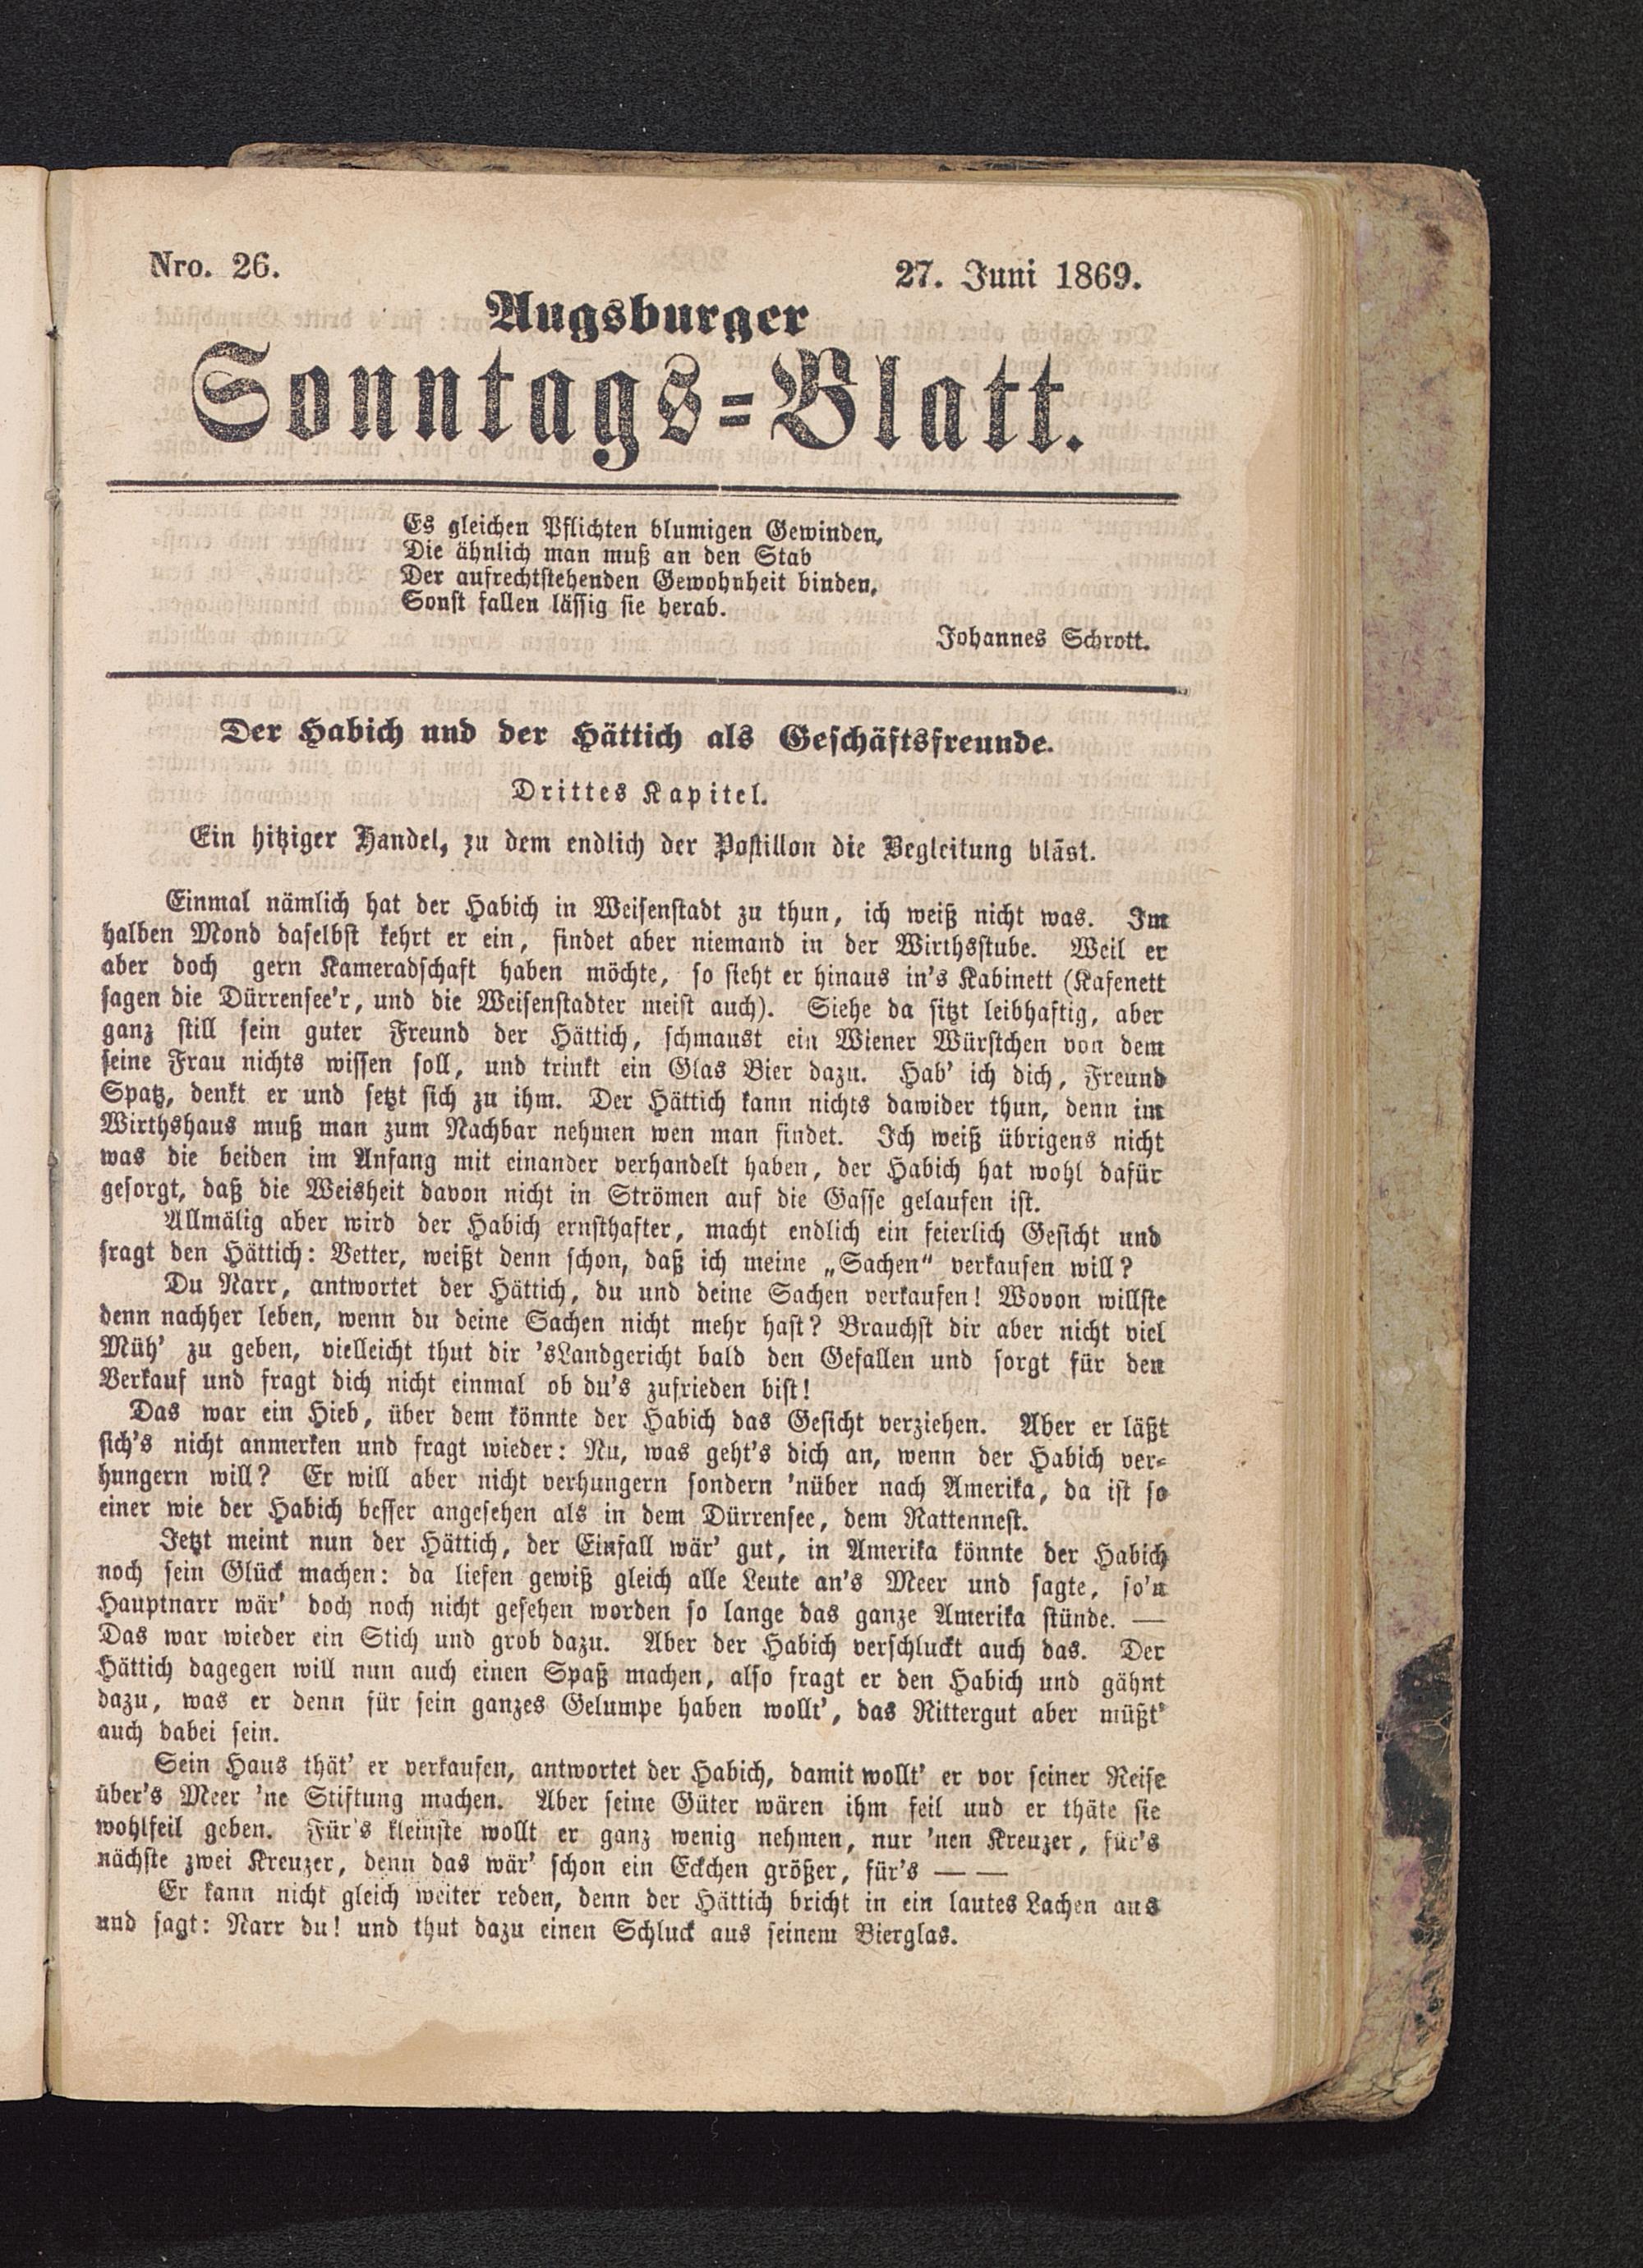 Nro. 26.
27. Juni 1869.
Augsburger
Sonntags=Blatt.
Es gleichen Pflichten blumigen Gewinden,
Die ähnlich man muß an den Stab
Der aufrechtstehenden Gewohnheit binden,
Sonst fallen lässig sie herab.
Johannes Schrott.
Der Habich und der Hättich als Geschäftsfreunde.
Drittes Kapitel.
Ein hitziger Handel, zu dem endlich der Postillon die Begleitung bläst.
Einmal nämlich hat der Habich in Weisenstadt zu thun, ich weiß nicht was. Im
halben Mond daselbst kehrt er ein, findet aber niemand in der Wirthsstube. Weil er
aber doch gern Kameradschaft haben möchte, so sieht er hinaus in's Kabinett (Kafenett
sagen die Dürrensee'r, und die Weisenstadter meist auch). Siehe da sitzt leibhaftig, aber
ganz still sein guter Freund der Hättich, schmaust ein Wiener Würstchen von dem
seine Frau nichts wissen soll, und trinkt ein Glas Bier dazu. Hab' ich dich, Freund
Spatz, denkt er und setzt sich zu ihm. Der Hättich kann nichts dawider thun, denn im
Wirthshaus muß man zum Nachbar nehmen wen man findet. Ich weiß übrigens nicht
was die beiden im Anfang mit einander verhandelt haben, der Habich hat wohl dafür
gesorgt, daß die Weisheit davon nicht in Strömen auf die Gasse gelaufen ist.
Allmälig aber wird der Habich ernsthafter, macht endlich ein feierlich Gesicht und
fragt den Hättich: Vetter, weißt denn schon, daß ich meine „Sachen“ verkaufen will?
Du Narr, antwortet der Hättich, du und deine Sachen verkaufen! Wovon willste
denn nachher leben, wenn du deine Sachen nicht mehr hast? Brauchst dir aber nicht viel
Müh' zu geben, vielleicht thut dir 'sLandgericht bald den Gefallen und sorgt für den
Verkauf und fragt dich nicht einmal ob du's zufrieden bist!
Das war ein Hieb, über dem könnte der Habich das Gesicht verziehen. Aber er läßt
sich's nicht anmerken und fragt wieder: Nu, was geht's dich an, wenn der Habich ver=
hungern will? Er will aber nicht verhungern sondern 'nüber nach Amerika, da ist so
einer wie der Habich besser angesehen als in dem Dürrensee, dem Rattennest.
Jetzt meint nun der Hättich, der Einfall wär' gut, in Amerika könnte der Habich
noch sein Glück machen: da liefen gewiß gleich alle Leute an's Meer und sagte, so'n
Hauptnarr wär' doch noch nicht gesehen worden so lange das ganze Amerika stünde. —
Das war wieder ein Stich und grob dazu. Aber der Habich verschluckt auch das. Der
Hättich dagegen will nun auch einen Spaß machen, also fragt er den Habich und gähnt
dazu, was er denn für sein ganzes Gelumpe haben wollt', das Rittergut aber müßt'
auch dabei sein.
Sein Haus thät' er verkaufen, antwortet der Habich, damit wollt' er vor seiner Reise
über's Meer 'ne Stiftung machen. Aber seine Güter wären ihm feil und er thäte sie
wohlfeil geben. Für's kleinste wollt er ganz wenig nehmen, nur 'nen Kreuzer, für's
nächste zwei Kreuzer, denn das wär' schon ein Eckchen größer, für's — —
Er kann nicht gleich weiter reden, denn der Hättich bricht in ein lautes Lachen aus
und sagt: Narr du! und thut dazu einen Schluck aus seinem Bierglas.